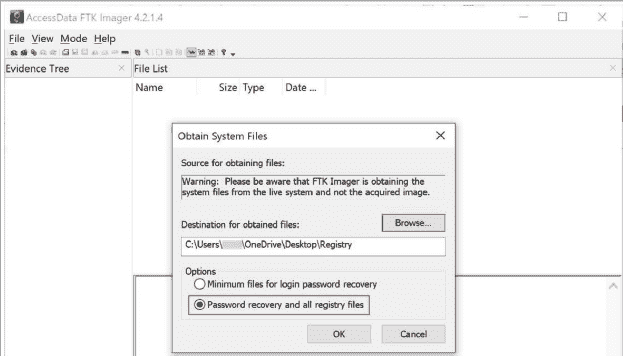 AccessData FTK Imager 4.2.1.4
File View Mode Help
Evidence Tree
File List
Name Size Type Date ...
Obtain System Files
Source for obtaining files:
Warning: Please be aware that FTK Imager is obtaining the
system files from the live system and not the acquired image.
Destination for obtained files:
Browse...
C:\Users\ \OneDrive\Desktop\Registry
Options
Minimum files for login password recovery
Password recovery and all registry files
OK Cancel